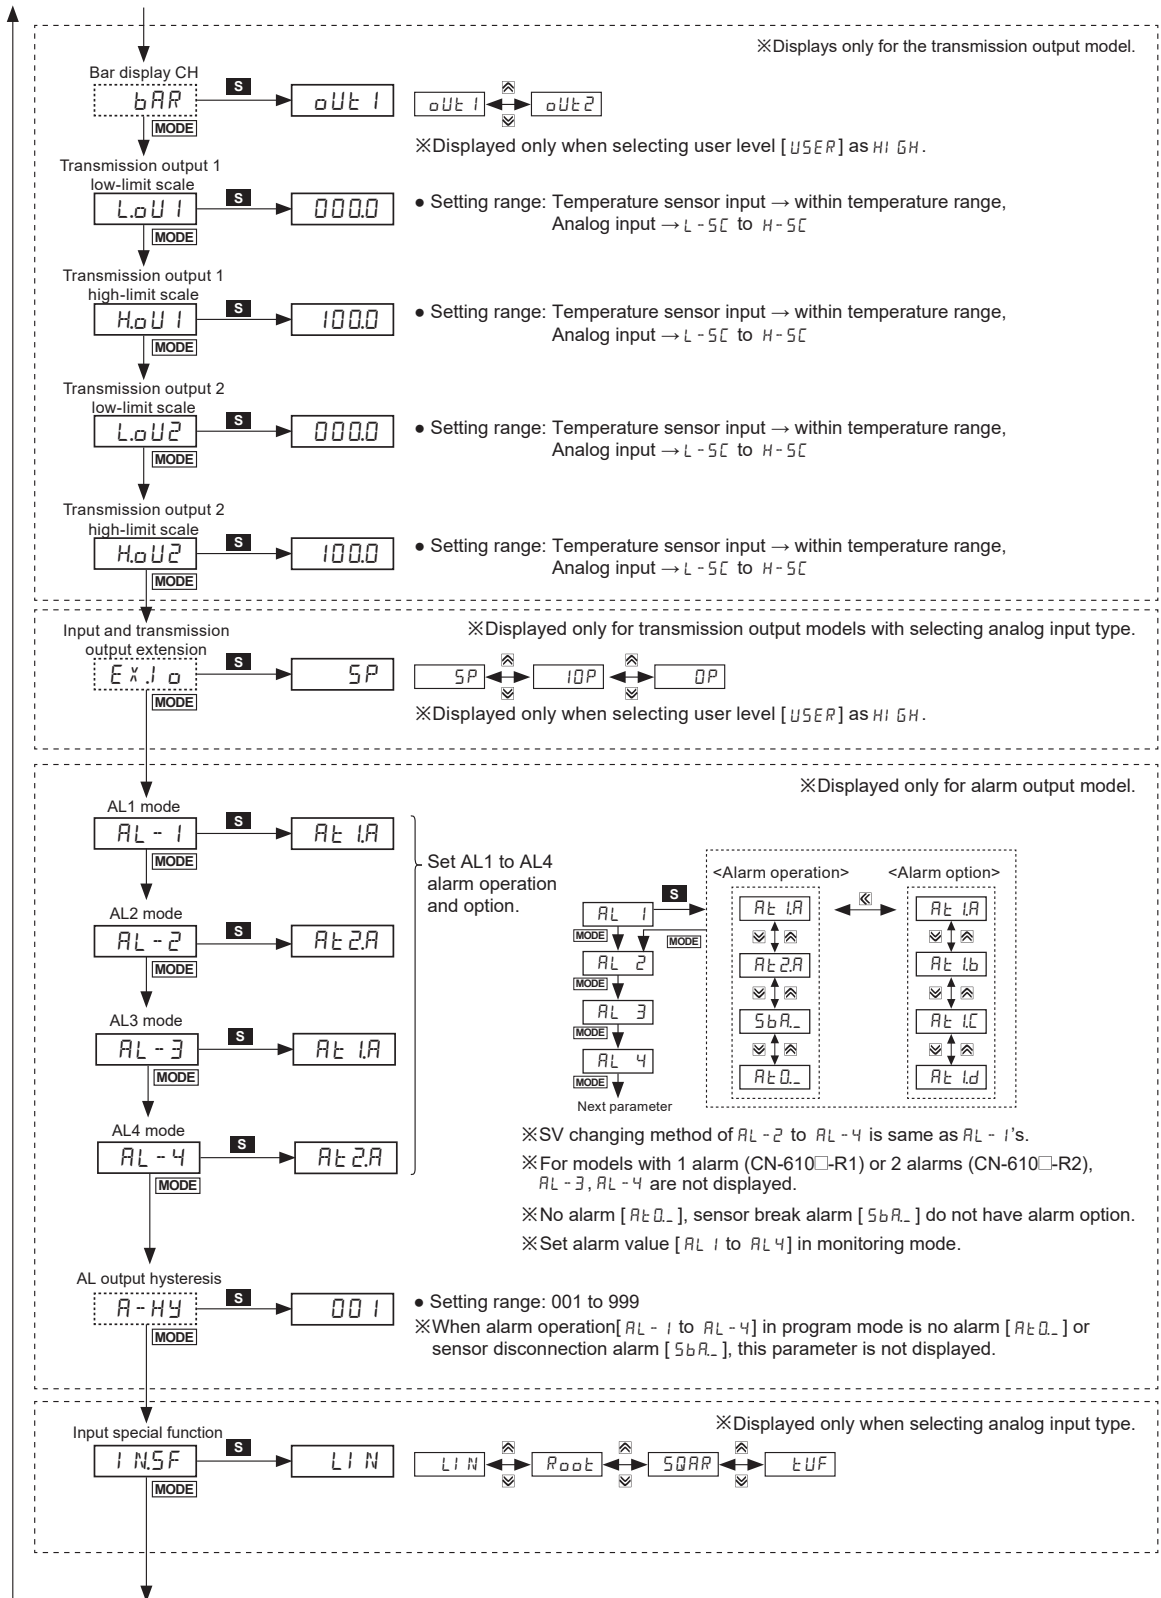 ※Displays only for the transmission output model.
Bar display CH
bAR
S
oUt1
oUt1
oUt2
MODE
※Displayed only when selecting user level [USER] as HIGH.
Transmission output 1
low-limit scale
L.oU1
S
000.0
MODE
● Setting range: Temperature sensor input → within temperature range,
Analog input → L-SC to H-SC
Transmission output 1
high-limit scale
H.oU1
S
100.0
MODE
● Setting range: Temperature sensor input → within temperature range,
Analog input → L-SC to H-SC
Transmission output 2
low-limit scale
L.oU2
S
000.0
MODE
● Setting range: Temperature sensor input → within temperature range,
Analog input → L-SC to H-SC
Transmission output 2
high-limit scale
H.oU2
S
100.0
MODE
● Setting range: Temperature sensor input → within temperature range,
Analog input → L-SC to H-SC
※Displayed only for transmission output models with selecting analog input type.
Input and transmission
output extension
EX.Io
S
5P
5P
10P
0P
MODE
※Displayed only when selecting user level [USER] as HIGH.
※Displayed only for alarm output model.
AL1 mode
AL-1
S
At1.A
MODE
AL2 mode
AL-2
S
At2.A
MODE
AL3 mode
AL-3
S
At1.A
MODE
AL4 mode
AL-4
S
At2.A
MODE
Set AL1 to AL4
alarm operation
and option.
AL 1
S
MODE
MODE
AL 2
MODE
AL 3
MODE
AL 4
MODE
Next parameter
<Alarm operation>
At1.A
At2.A
SbA._
At0._
<Alarm option>
At1.A
At1.b
At1.C
At1.d
※SV changing method of AL-2 to AL-4 is same as AL-1's.
※For models with 1 alarm (CN-610□-R1) or 2 alarms (CN-610□-R2),
AL-3, AL-4 are not displayed.
※No alarm [At0._], sensor break alarm [SbA._] do not have alarm option.
※Set alarm value [AL1 to AL4] in monitoring mode.
AL output hysteresis
A-HY
S
001
MODE
● Setting range: 001 to 999
※When alarm operation[AL-1 to AL-4] in program mode is no alarm [At0._] or
sensor disconnection alarm [SbA._], this parameter is not displayed.
※Displayed only when selecting analog input type.
Input special function
IN.SF
S
LIN
LIN
Root
SQAR
tUF
MODE